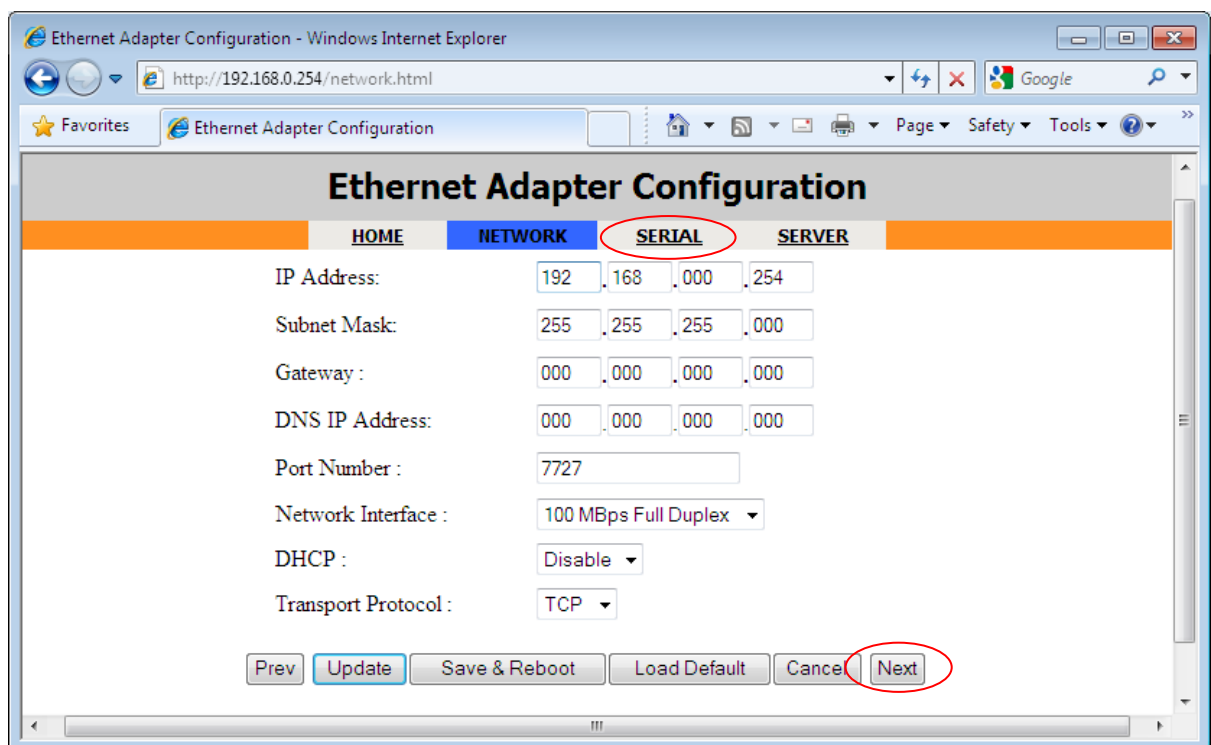 Ethernet Adapter Configuration - Windows Internet Explorer
http://192.168.0.254/network.html Google
Favorites Ethernet Adapter Configuration Page Safety Tools
Ethernet Adapter Configuration
HOME NETWORK SERIAL SERVER
IP Address: 192 . 168 . 000 . 254
Subnet Mask: 255 . 255 . 255 . 000
Gateway : 000 . 000 . 000 . 000
DNS IP Address: 000 . 000 . 000 . 000
Port Number : 7727
Network Interface : 100 MBps Full Duplex
DHCP : Disable
Transport Protocol : TCP
Prev Update Save & Reboot Load Default Cancel Next